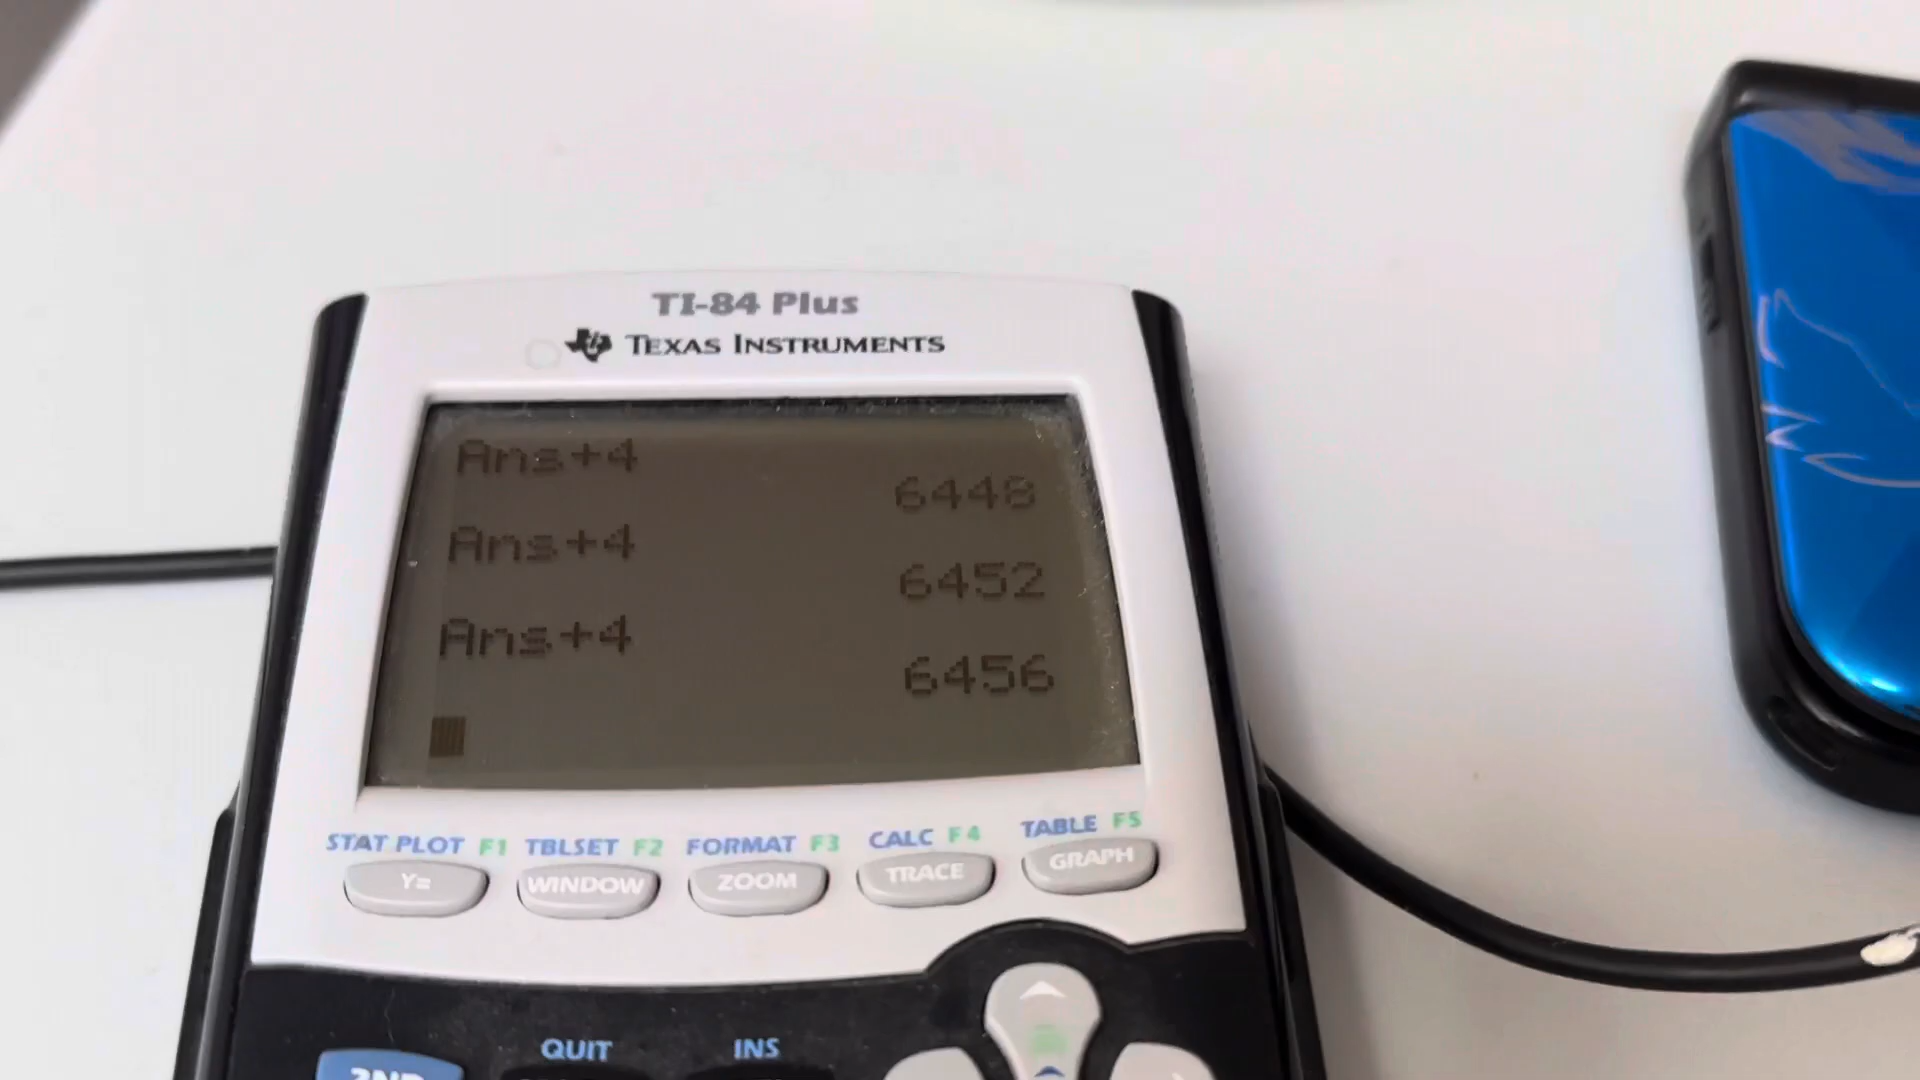 TI-84 Plus
TEXAS INSTRUMENTS
Ans+4
6448
Ans+4
6452
Ans+4
6456
STAT PLOT F1 TBLSET F2 FORMAT F3 CALC F4 TABLE F5
Y= WINDOW ZOOM TRACE GRAPH
QUIT INS
2ND